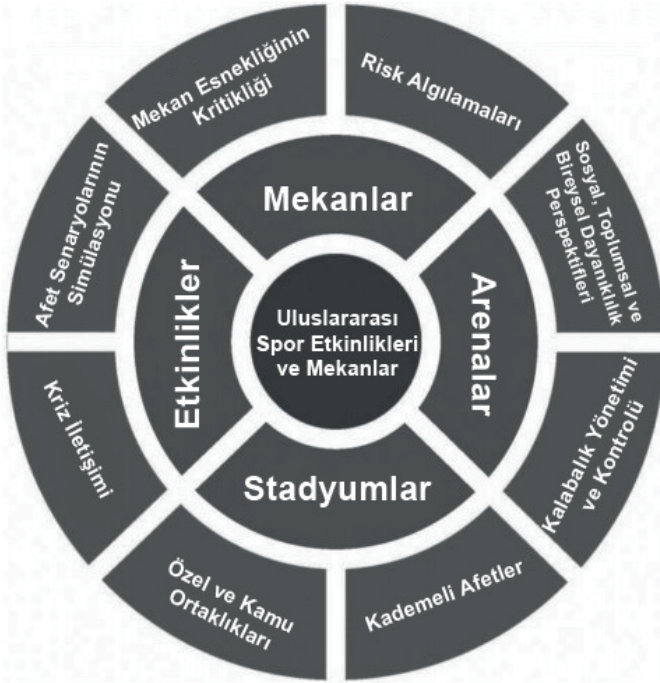 Mekan Esnekliğinin
Kritikliği
Risk Algılamaları
Sosyal, Toplumsal ve
Bireysel Dayanıklılık
Perspektifleri
Kalabalık Yönetimi
ve Kontrolü
Kademeli Afetler
Özel ve Kamu
Ortaklıkları
Kriz İletişimi
Afet Senaryolarının
Simülasyonu
Mekanlar
Arenalar
Stadyumlar
Etkinlikler
Uluslararası
Spor Etkinlikleri
ve Mekanlar